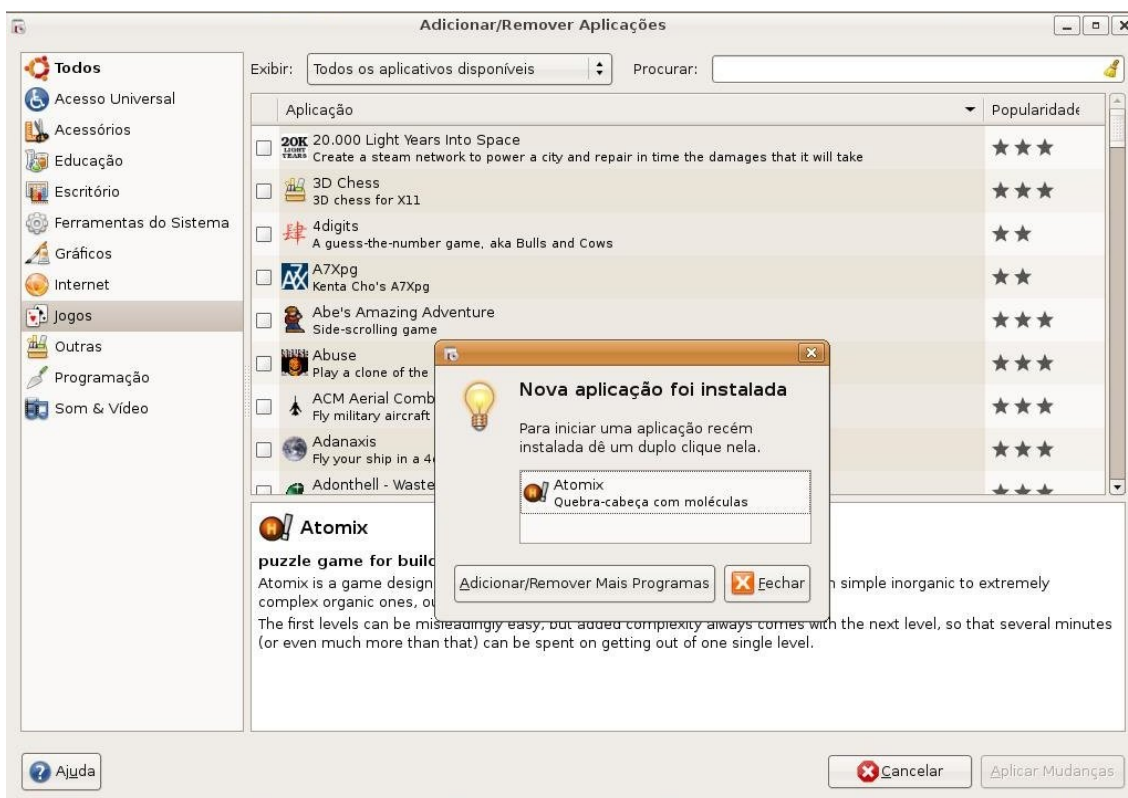 Adicionar/Remover Aplicações
Todos
Acesso Universal
Acessórios
Educação
Escritório
Ferramentas do Sistema
Gráficos
Internet
Jogos
Outras
Programação
Som & Vídeo
Exibir: Todos os aplicativos disponíveis Procurar:
Aplicação Popularidade
20K LIGHT YEARS
20.000 Light Years Into Space
Create a steam network to power a city and repair in time the damages that it will take
3D Chess
3D chess for X11
4digits
A guess-the-number game, aka Bulls and Cows
A7Xpg
Kenta Cho's A7Xpg
Abe's Amazing Adventure
Side-scrolling game
Abuse
Play a clone of the
ACM Aerial Comb
Fly military aircraft
Adanaxis
Fly your ship in a 4
Adonthell - Waste
Nova aplicação foi instalada
Para iniciar uma aplicação recém
instalada dê um duplo clique nela.
Atomix
Quebra-cabeça com moléculas
Adicionar/Remover Mais Programas Fechar
Atomix
puzzle game for build
Atomix is a game design simple inorganic to extremely
complex organic ones, ou
The first levels can be misleadingly easy, but added complexity always comes with the next level, so that several minutes
(or even much more than that) can be spent on getting out of one single level.
Ajuda Cancelar Aplicar Mudanças